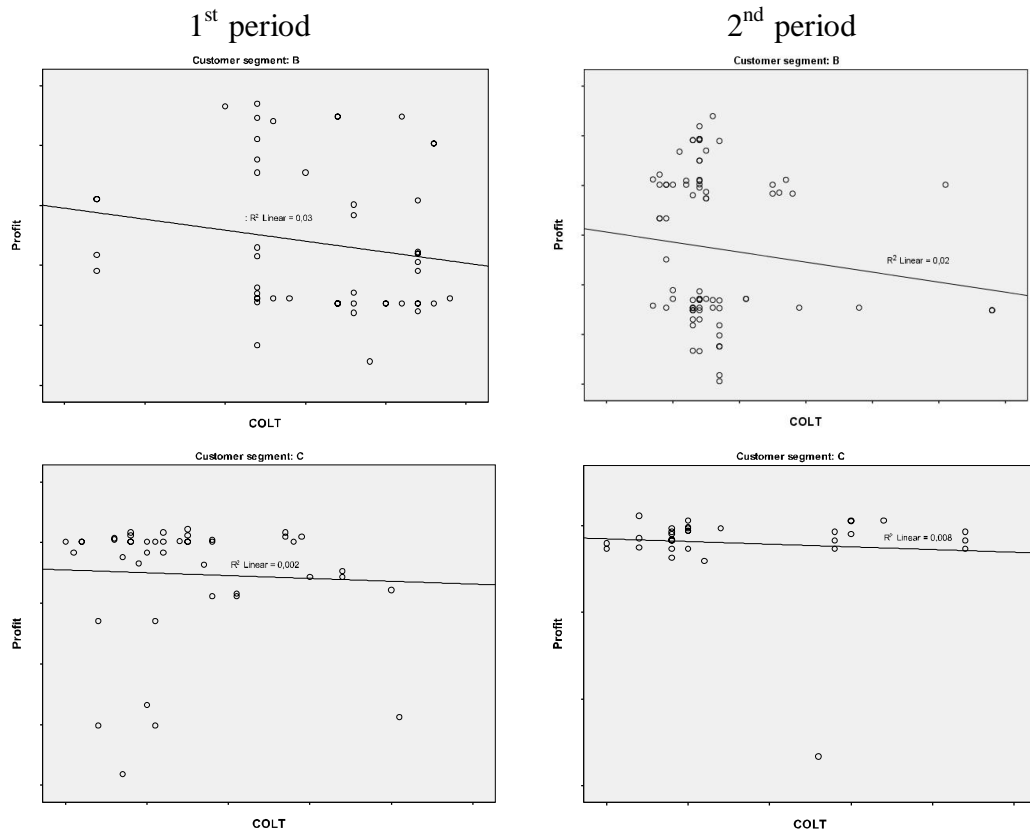 1st period
2nd period
Customer segment: B
Profit
: R2 Linear = 0,03
COLT
Customer segment: B
Profit
R2 Linear = 0,02
COLT
Customer segment: C
Profit
R2 Linear = 0,002
COLT
Customer segment: C
Profit
R2 Linear = 0,008
COLT